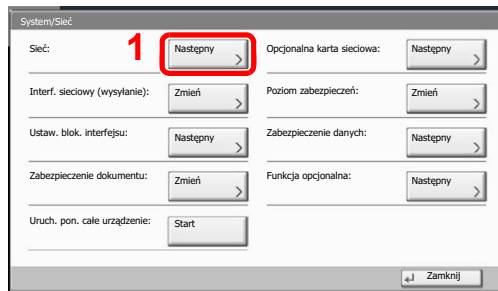 System/Sieć
Sieć:
1
Następny
Opcjonalna karta sieciowa:
Następny
Interf. sieciowy (wysyłanie):
Zmień
Poziom zabezpieczeń:
Zmień
Ustaw. blok. interfejsu:
Następny
Zabezpieczenie danych:
Następny
Zabezpieczenie dokumentu:
Zmień
Funkcja opcjonalna:
Następny
Uruch. pon. całe urządzenie:
Start
Zamknij